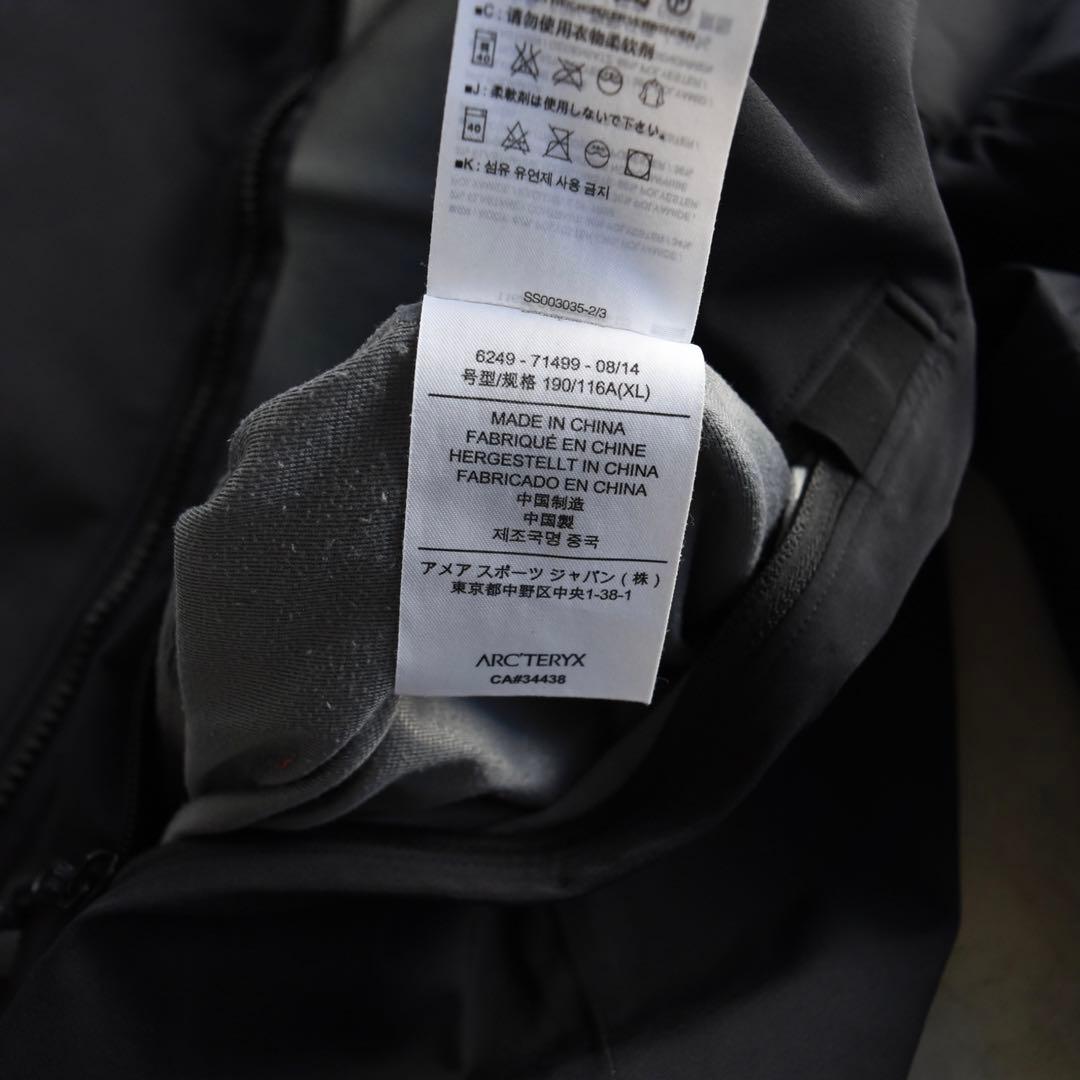 ■C : 请勿使用衣物柔软剂
40
■J : 柔軟剤は使用しないで下さい。
40
■K : 섬유 유연제 사용 금지
SS003035-2/3
6249 - 71499 - 08/14
号型/规格 190/116A(XL)
MADE IN CHINA
FABRIQUÉ EN CHINE
HERGESTELLT IN CHINA
FABRICADO EN CHINA
中国制造
中国製
제조국명 중국
アメア スポーツ ジャパン ( 株 )
東京都中野区中央1-38-1
ARC'TERYX
CA#34438